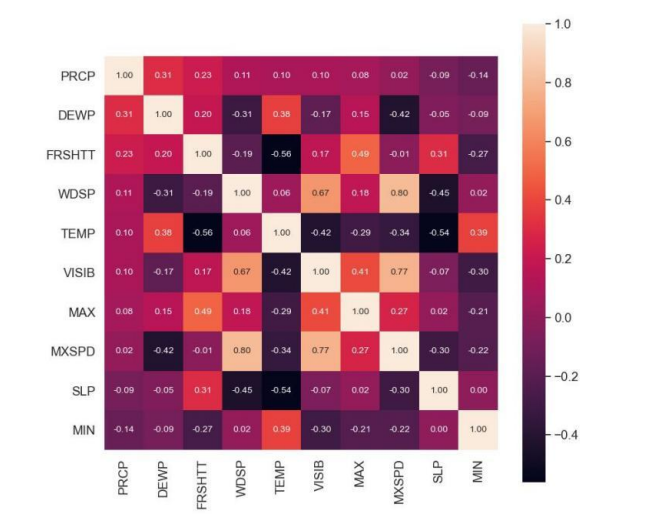 PRCP 1.00 0.31 0.23 0.11 0.10 0.10 0.08 0.02 -0.09 -0.14
DEWP 0.31 1.00 0.20 -0.31 0.38 -0.17 0.15 -0.42 -0.05 -0.09
FRSHTT 0.23 0.20 1.00 -0.19 -0.56 0.17 0.49 -0.01 0.31 -0.27
WDSP 0.11 -0.31 -0.19 1.00 0.06 0.67 0.18 0.80 -0.45 0.02
TEMP 0.10 0.38 -0.56 0.06 1.00 -0.42 -0.29 -0.34 -0.54 0.39
VISIB 0.10 -0.17 0.17 0.67 -0.42 1.00 0.41 0.77 -0.07 -0.30
MAX 0.08 0.15 0.49 0.18 -0.29 0.41 1.00 0.27 0.02 -0.21
MXSPD 0.02 -0.42 -0.01 0.80 -0.34 0.77 0.27 1.00 -0.30 -0.22
SLP -0.09 -0.05 0.31 -0.45 -0.54 -0.07 0.02 -0.30 1.00 0.00
MIN -0.14 -0.09 -0.27 0.02 0.39 -0.30 -0.21 -0.22 0.00 1.00
PRCP DEWP FRSHTT WDSP TEMP VISIB MAX MXSPD SLP MIN
1.0
0.8
0.6
0.4
0.2
0.0
−0.2
−0.4